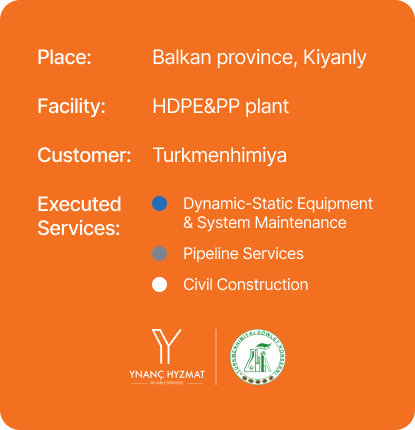 Place: Balkan province, Kiyanly
Facility: HDPE&PP plant
Customer: Turkmenhimiya
Executed Services:
Dynamic-Static Equipment
& System Maintenance
Pipeline Services
Civil Construction
YNANÇ HYZMAT
RELIABLE SERVICES
TÜRKMENHIMIÝA DÖWLET KONSERNI